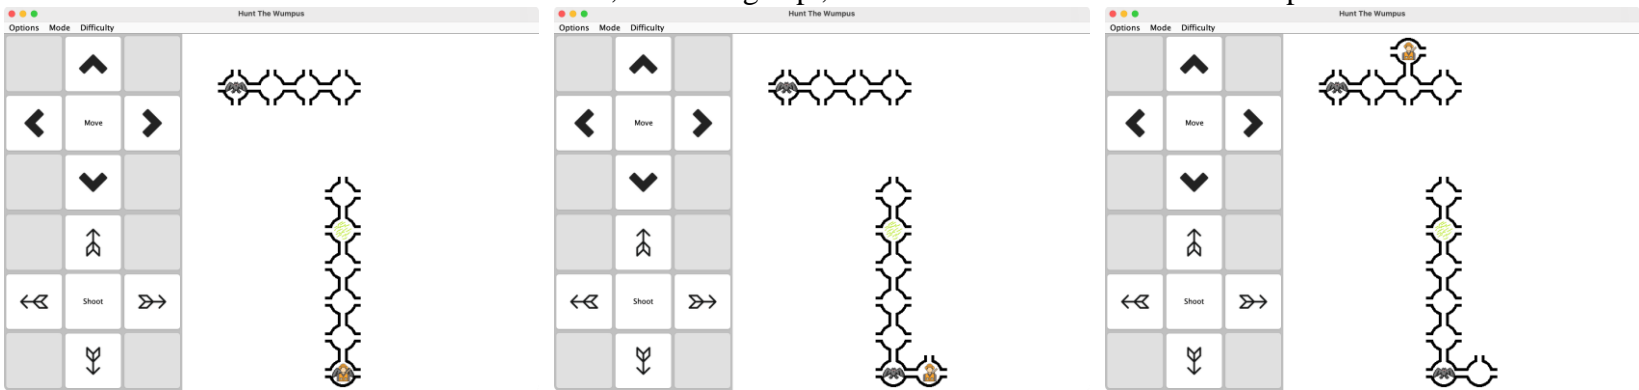 Hunt The Wumpus
Options Mode Difficulty
Move
Shoot
Hunt The Wumpus
Options Mode Difficulty
Move
Shoot
Hunt The Wumpus
Options Mode Difficulty
Move
Shoot